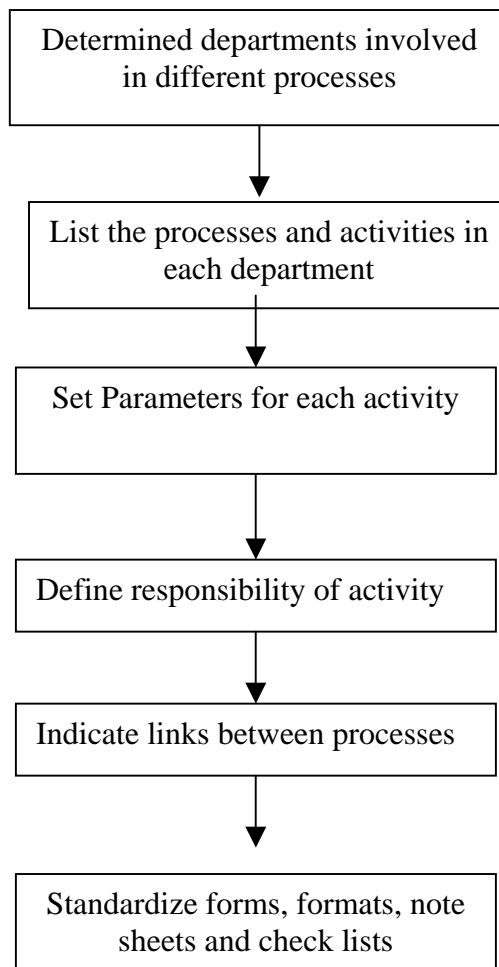 Determined departments involved
in different processes
List the processes and activities in
each department
Set Parameters for each activity
Define responsibility of activity
Indicate links between processes
Standardize forms, formats, note
sheets and check lists